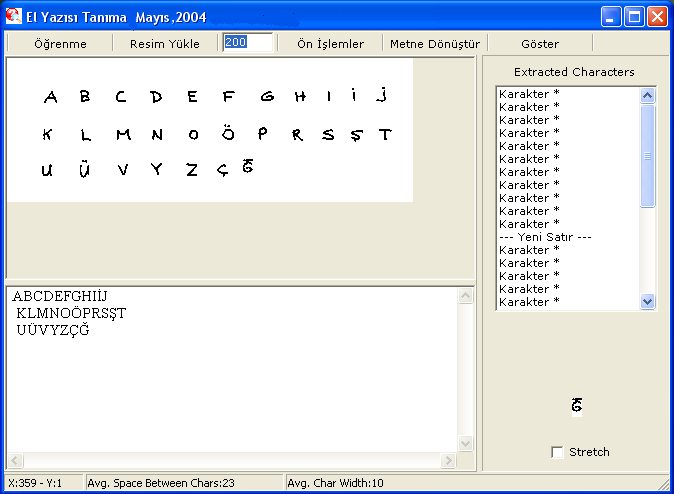 El Yazısı Tanıma Mayıs,2004
Öğrenme Resim Yükle 200 Ön İşlemler Metne Dönüştür Göster
A B C D E F G H I İ J
K L M N O Ö P R S Ş T
U Ü V Y Z Ç Ğ
Extracted Characters
Karakter *
Karakter *
Karakter *
Karakter *
Karakter *
Karakter *
Karakter *
Karakter *
Karakter *
Karakter *
Karakter *
--- Yeni Satır ---
Karakter *
Karakter *
Karakter *
Karakter *
Karakter *
ABCDEFGHIİJ
KLMNOÖPRSŞT
UÜVYZÇĞ
Ğ
Stretch
X:359 - Y:1 Avg. Space Between Chars:23 Avg. Char Width:10